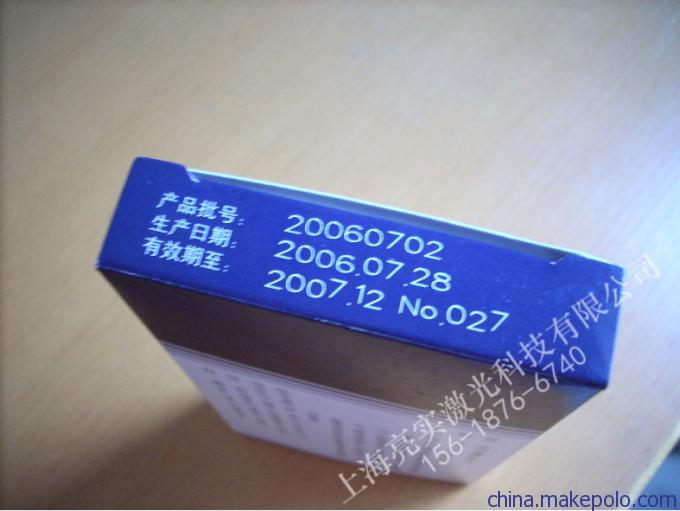 产品批号: 20060702
生产日期: 2006.07.28
有效期至: 2007.12 No.027
上海亮实激光科技有限公司
156-1876-6740
china.makepolo.com